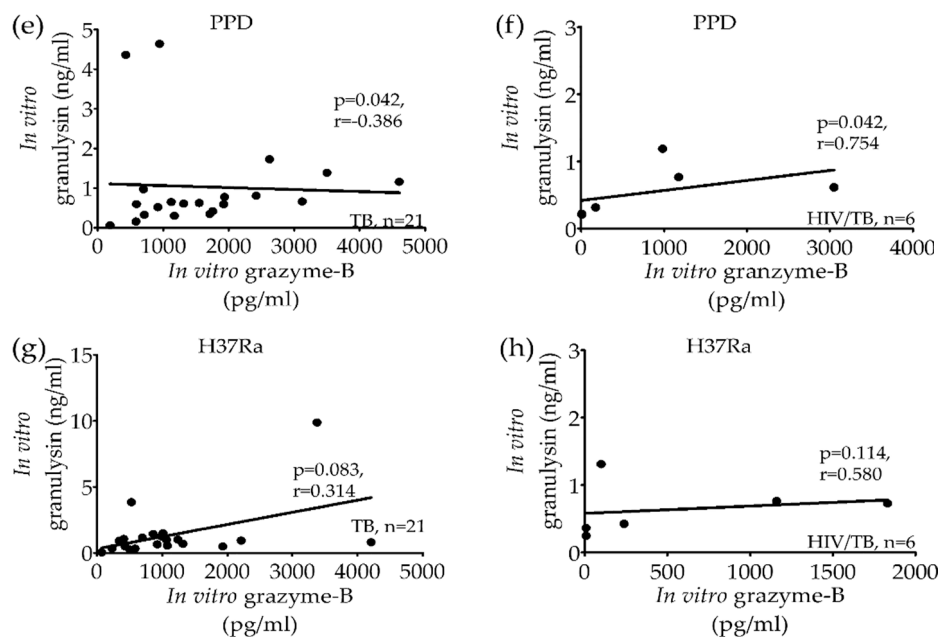 (e)
PPD
In vitro
granulysin (ng/ml)
5
4
3
2
1
0
p=0.042,
r=-0.386
TB, n=21
0 1000 2000 3000 4000 5000
In vitro grazyme-B
(pg/ml)
(f)
PPD
In vitro
granulysin (ng/ml)
3
2
1
0
p=0.042,
r=0.754
HIV/TB, n=6
0 1000 2000 3000 4000
In vitro granzyme-B
(pg/ml)
(g)
H37Ra
In vitro
granulysin (ng/ml)
15
10
5
0
p=0.083,
r=0.314
TB, n=21
0 1000 2000 3000 4000 5000
In vitro grazyme-B
(pg/ml)
(h)
H37Ra
In vitro
granulysin (ng/ml)
3
2
1
0
p=0.114,
r=0.580
HIV/TB, n=6
0 500 1000 1500 2000
In vitro grazyme-B
(pg/ml)